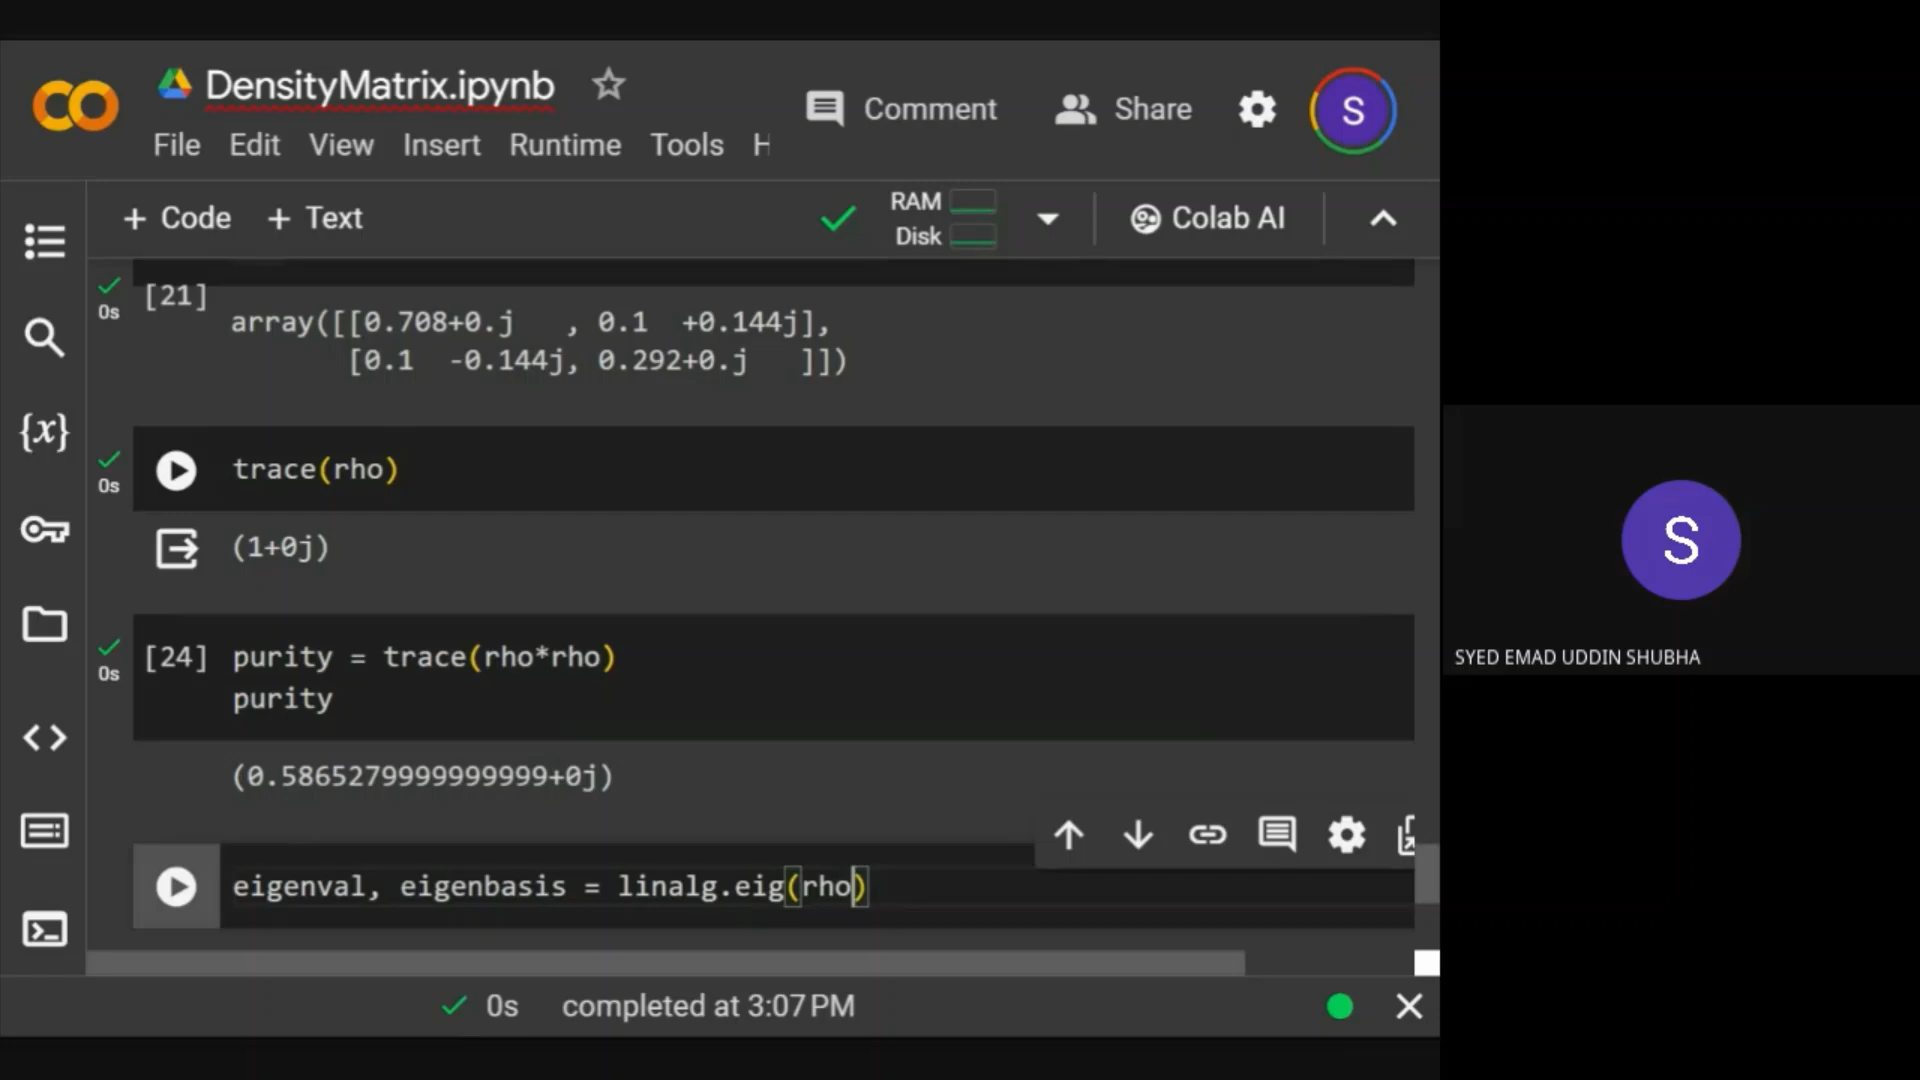 DensityMatrix.ipynb
Comment
Share
S
File Edit View Insert Runtime Tools H
+ Code + Text
RAM
Disk
Colab AI
0s
[21]
array([[0.708+0.j   , 0.1  +0.144j],
[0.1  -0.144j, 0.292+0.j   ]])
{x}
0s
trace(rho)
(1+0j)
0s
[24]
purity = trace(rho*rho)
purity
(0.5865279999999999+0j)
eigenval, eigenbasis = linalg.eig(rho)
0s completed at 3:07 PM
S
SYED EMAD UDDIN SHUBHA